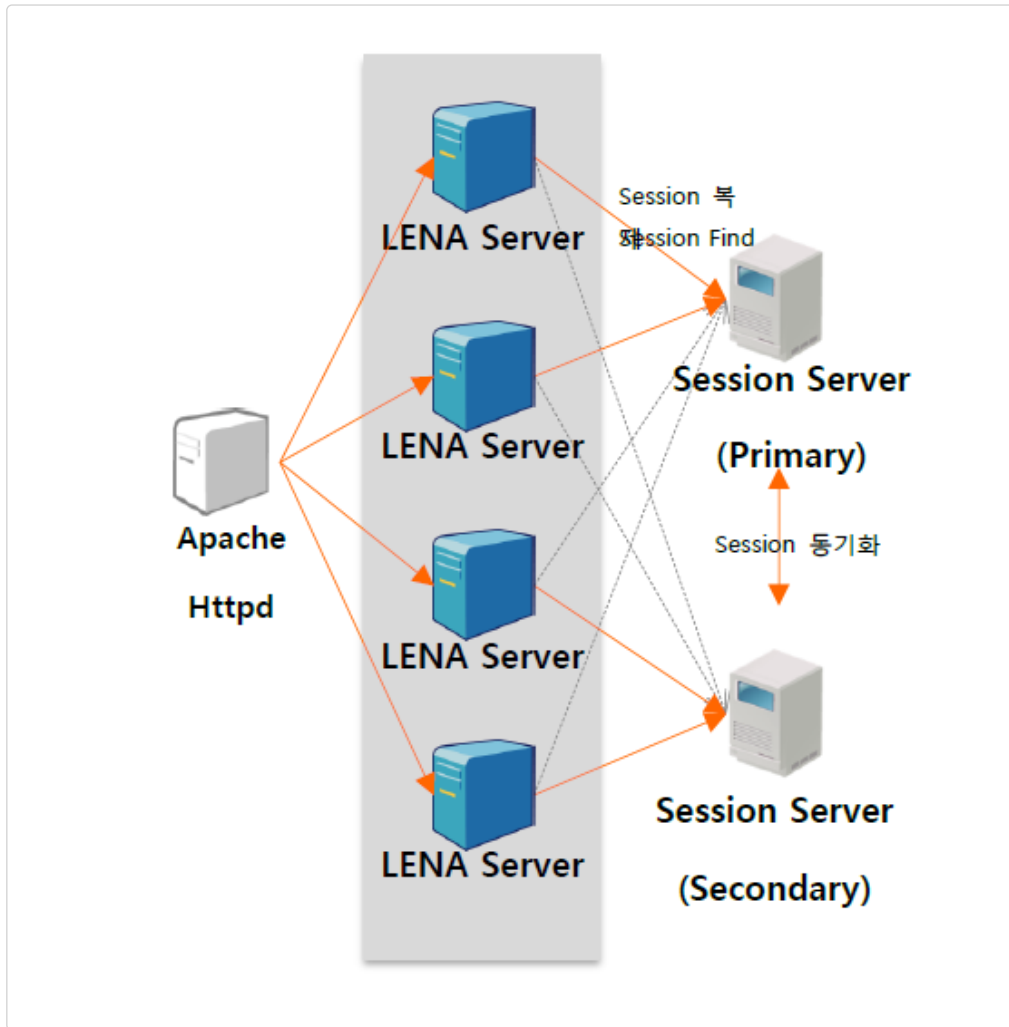 LENA Server
Session 복
제
Session Find
LENA Server
Session Server
(Primary)
Apache
Httpd
Session 동기화
LENA Server
Session Server
(Secondary)
LENA Server